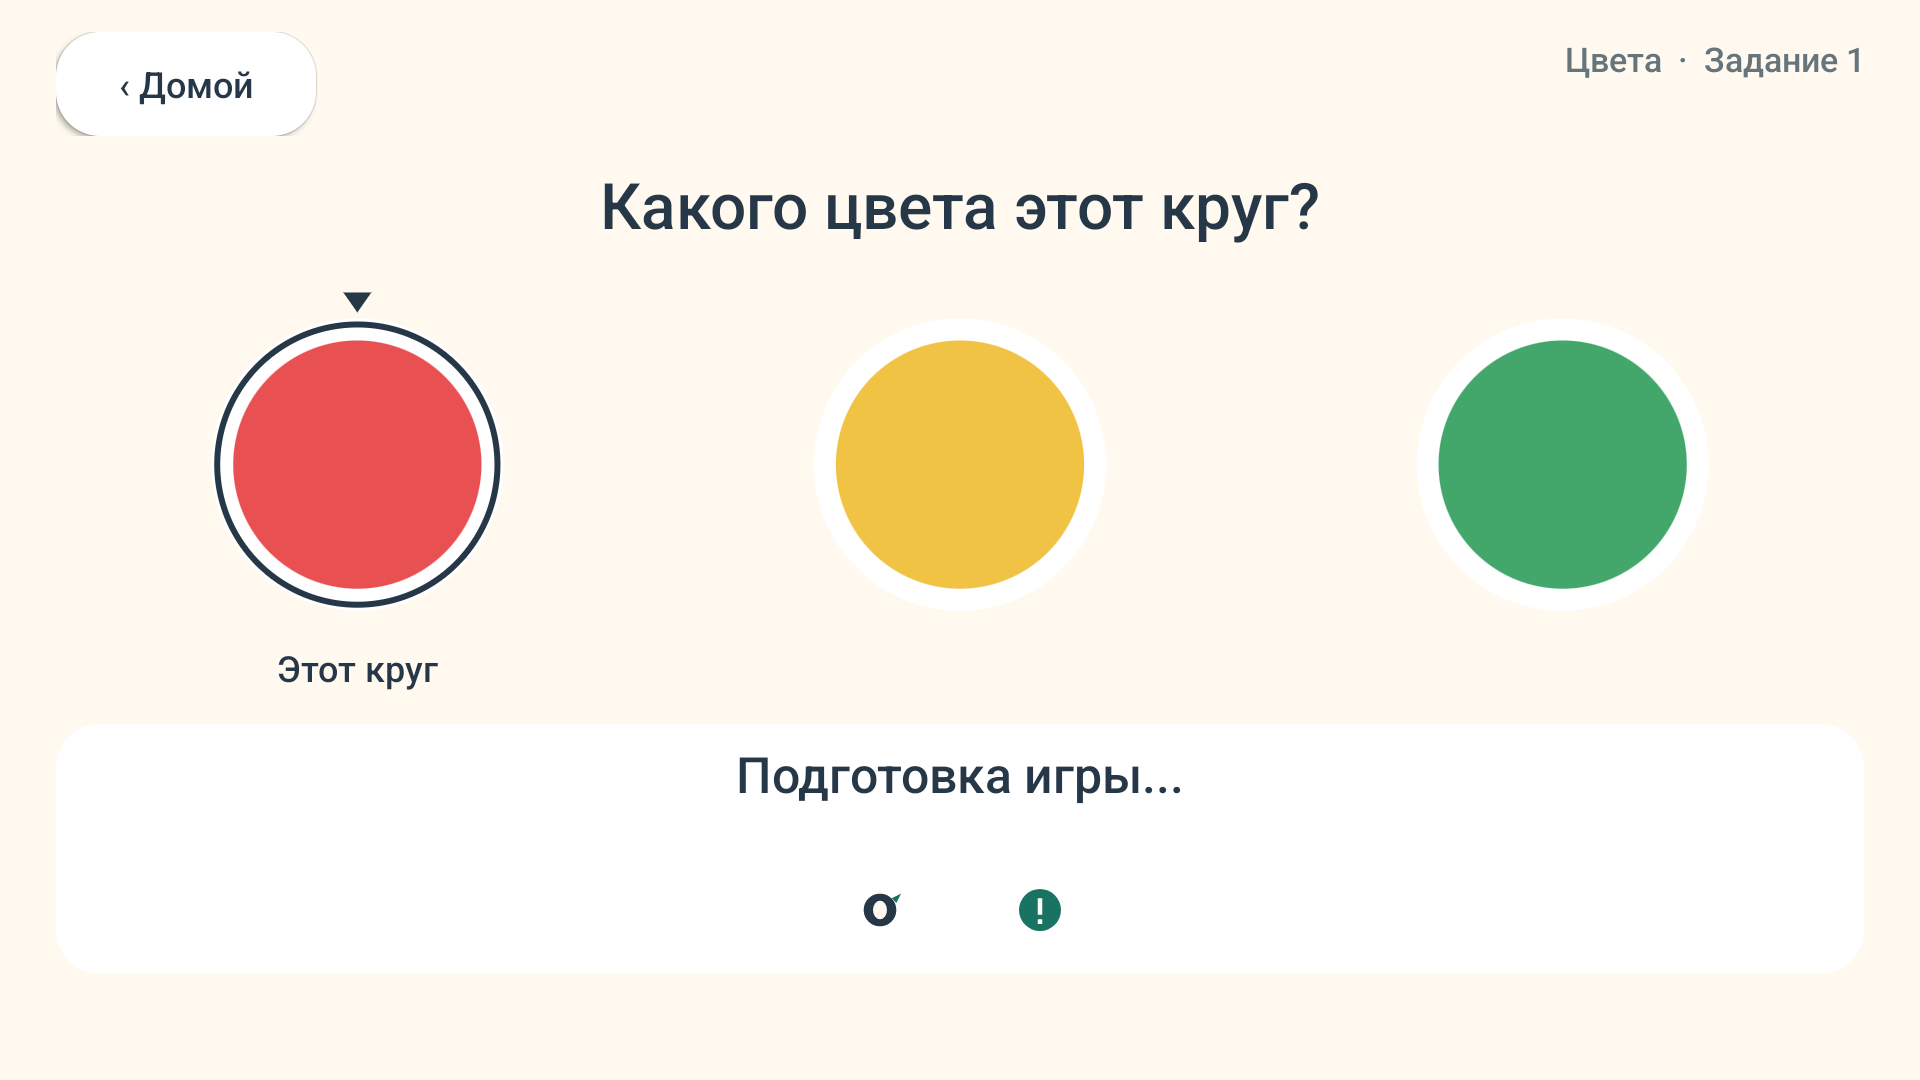 ‹ Домой
Цвета · Задание 1
Какого цвета этот круг?
Этот круг
Подготовка игры...
!